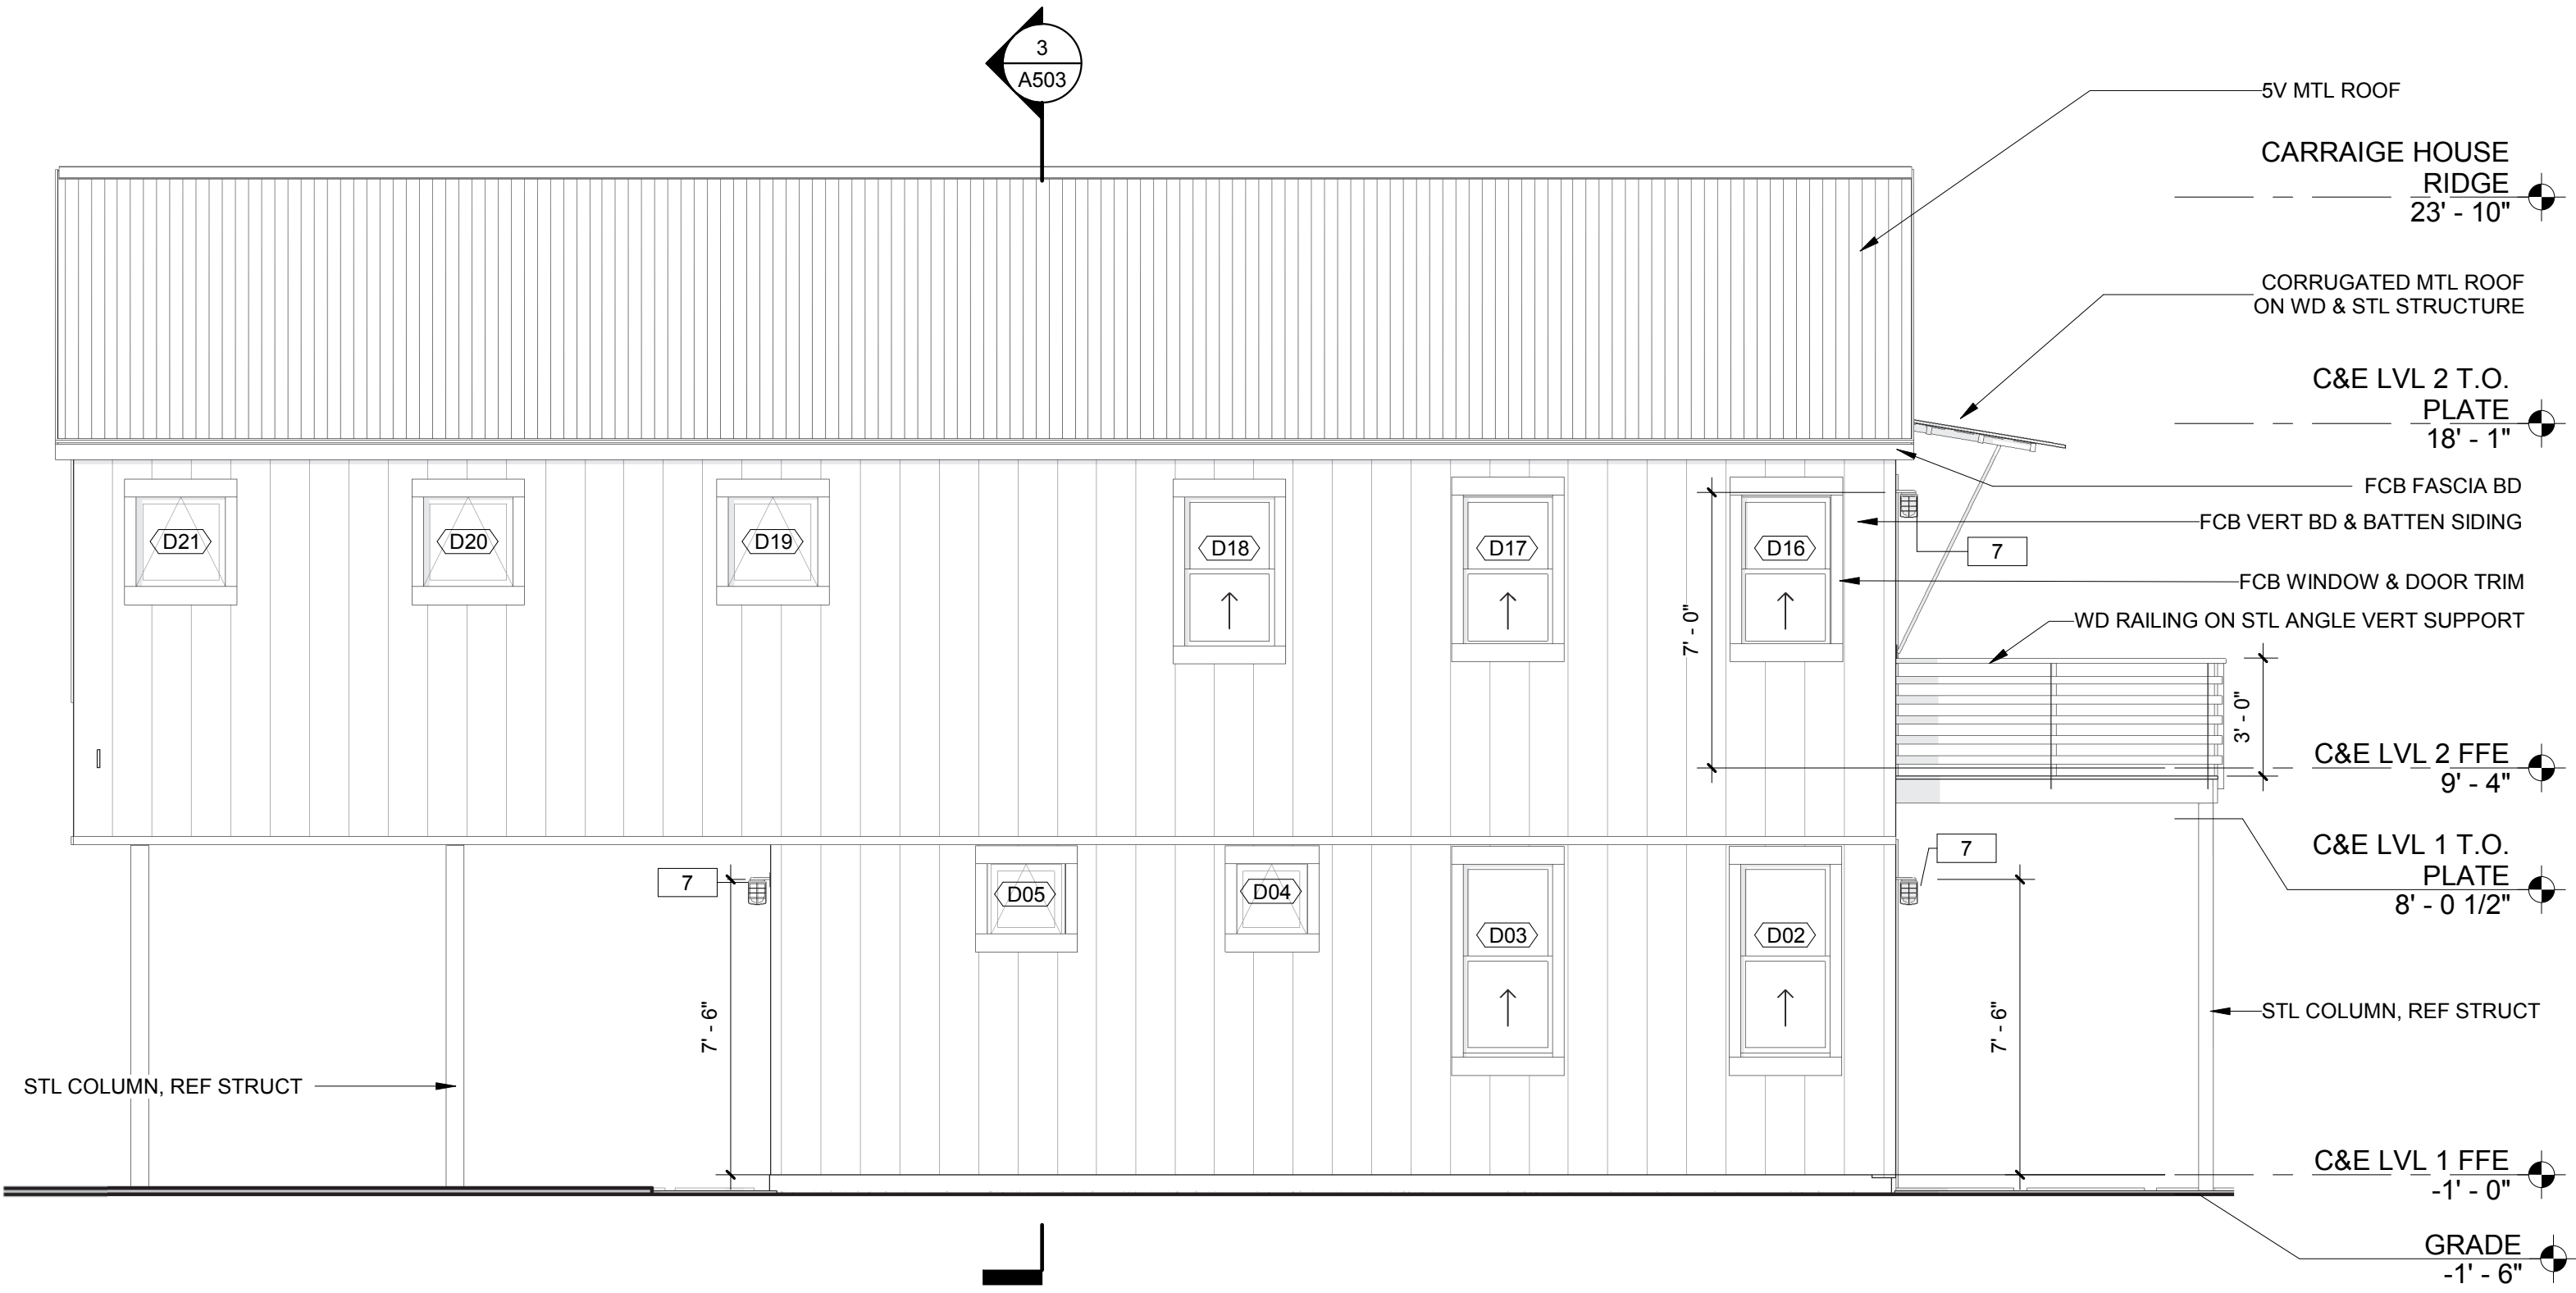 3
A503
5V MTL ROOF
CARRAIGE HOUSE
RIDGE
23' - 10"
CORRUGATED MTL ROOF
ON WD & STL STRUCTURE
C&E LVL 2 T.O.
PLATE
18' - 1"
FCB FASCIA BD
FCB VERT BD & BATTEN SIDING
7
FCB WINDOW & DOOR TRIM
WD RAILING ON STL ANGLE VERT SUPPORT
D21
D20
D19
D18
D17
D16
7' - 0"
3' - 0"
C&E LVL 2 FFE
9' - 4"
C&E LVL 1 T.O.
PLATE
8' - 0 1/2"
7
7
D05
D04
D03
D02
7' - 6"
7' - 6"
STL COLUMN, REF STRUCT
STL COLUMN, REF STRUCT
C&E LVL 1 FFE
-1' - 0"
GRADE
-1' - 6"